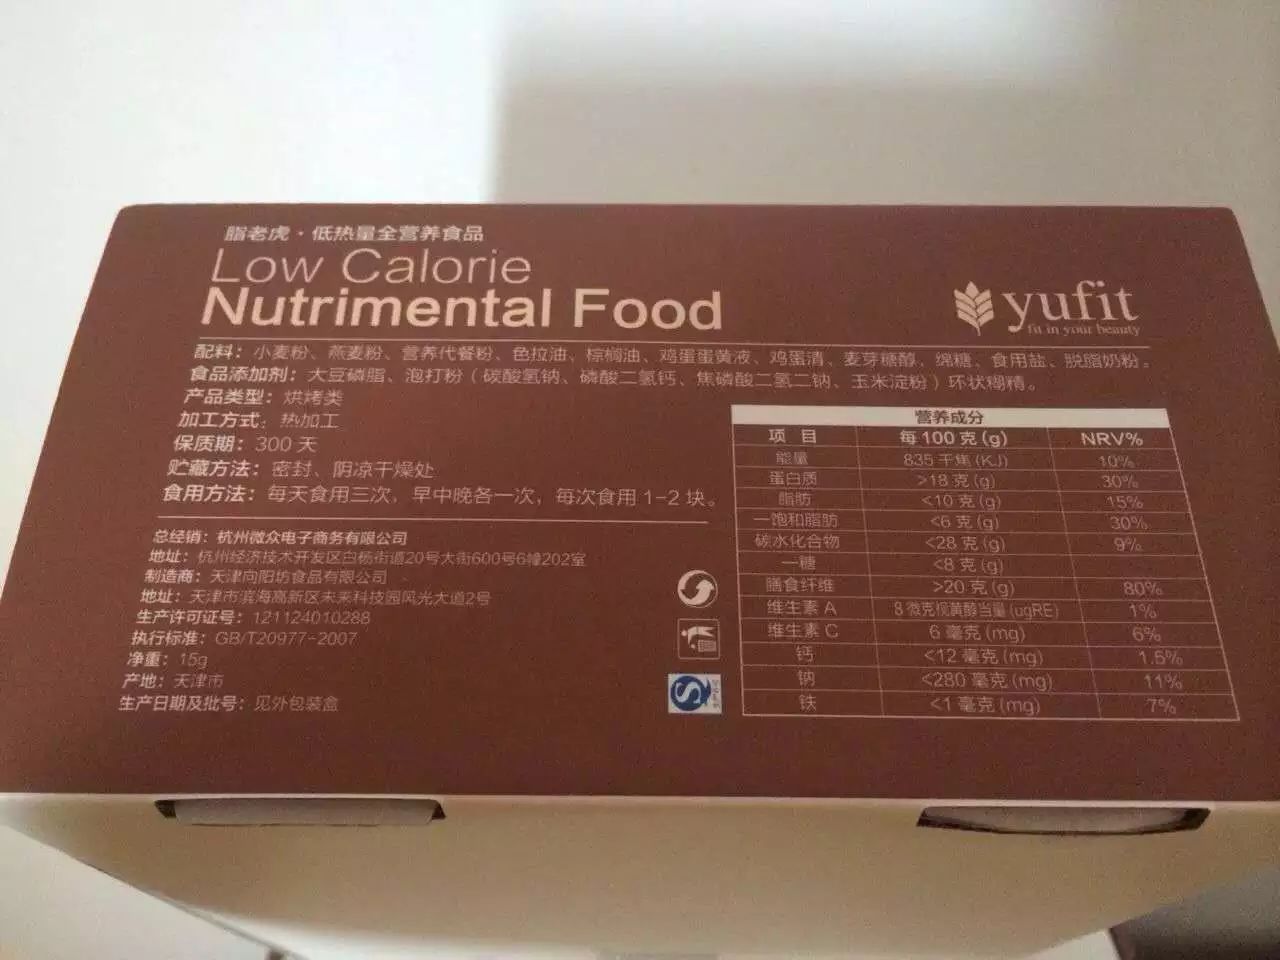 脂老虎·低热量全营养食品
Low Calorie
Nutrimental Food
yufit
fit in your beauty
配料：小麦粉、燕麦粉、营养代餐粉、色拉油、棕榈油、鸡蛋蛋黄液、鸡蛋清、麦芽糖醇、绵糖、食用盐、脱脂奶粉。
食品添加剂：大豆磷脂、泡打粉（碳酸氢钠、磷酸二氢钙、焦磷酸二氢二钠、玉米淀粉）环状糊精。
产品类型：烘烤类
加工方式：热加工
保质期：300 天
贮藏方法：密封、阴凉干燥处
食用方法：每天食用三次，早中晚各一次，每次食用 1-2 块。
总经销：杭州微众电子商务有限公司
地址：杭州经济技术开发区白杨街道20号大街600号6幢202室
制造商：天津向阳坊食品有限公司
地址：天津市滨海高新区未来科技园风光大道2号
生产许可证号：121124010288
执行标准：GB/T20977-2007
净重：15g
产地：天津市
生产日期及批号：见外包装盒
营养成分
项 目 每 100 克 (g) NRV%
能量 835 千焦 (KJ) 10%
蛋白质 >18 克 (g) 30%
脂肪 <10 克 (g) 15%
一饱和脂肪 <6 克 (g) 30%
碳水化合物 <28 克 (g) 9%
一糖 <8 克 (g)
膳食纤维 >20 克 (g) 80%
维生素 A 8 微克视黄醇当量 (ugRE) 1%
维生素 C 6 毫克 (mg) 6%
钙 <12 毫克 (mg) 1.5%
钠 <280 毫克 (mg) 11%
铁 <1 毫克 (mg) 7%